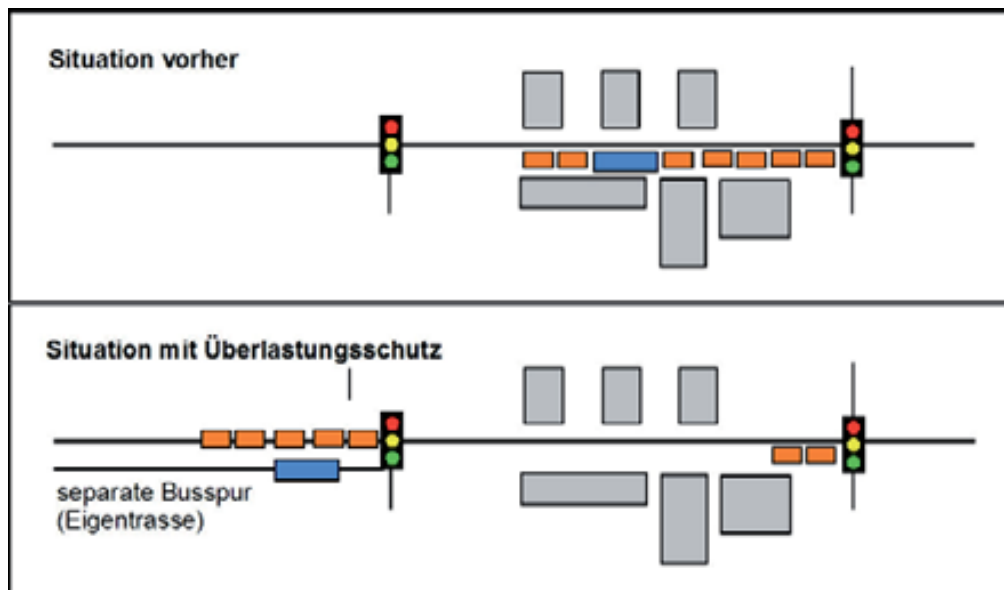 Situation vorher
Situation mit Überlastungsschutz
separate Busspur
(Eigentrasse)